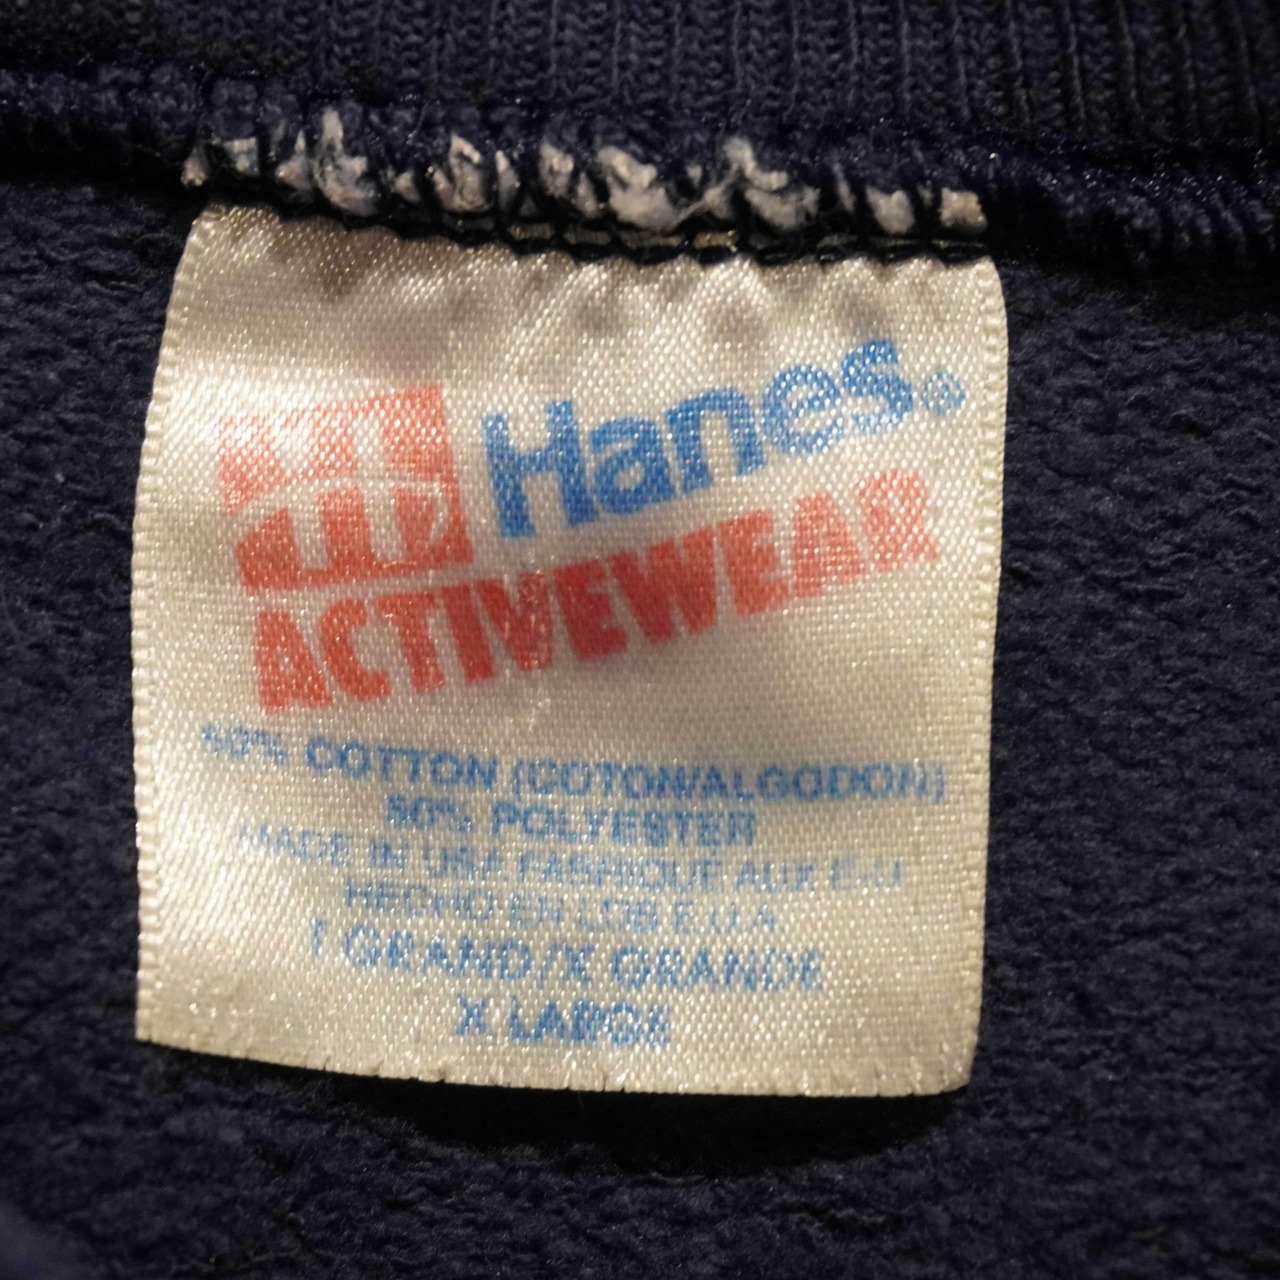 Hanes®
ACTIVEWEAR
50% COTTON (COTON/ALGODON)
50% POLYESTER
MADE IN USA FABRIQUE AUX E-U
HECHO EN LOS E.U.A
T GRAND/X GRANDE
X LARGE